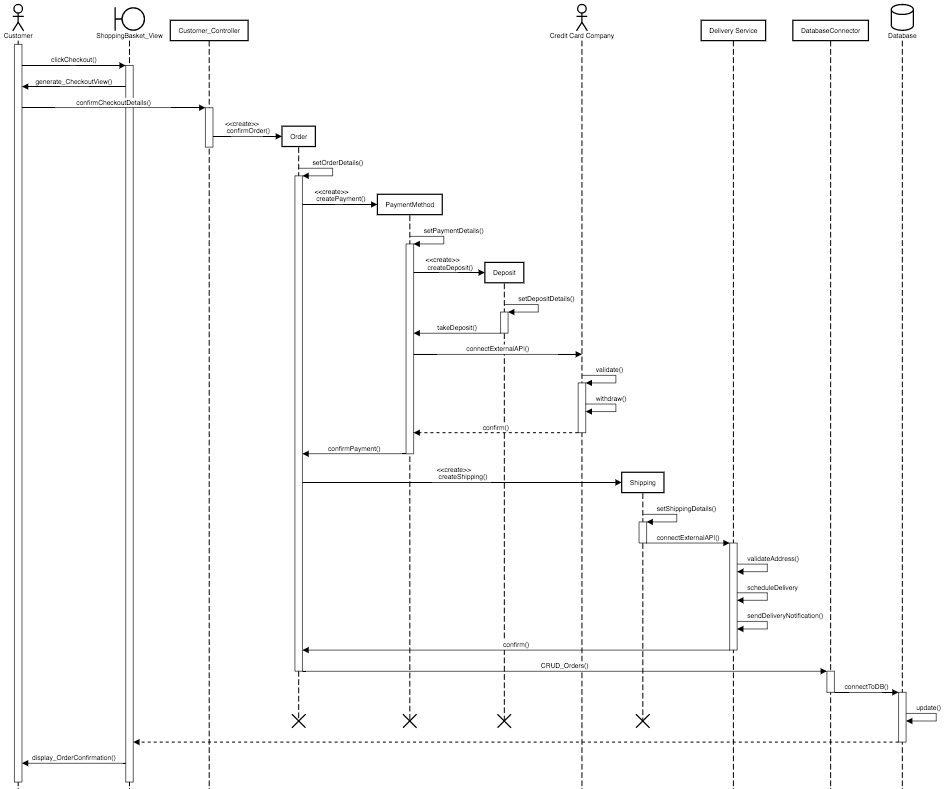 Customer
ShoppingBasket_View
Customer_Controller
Credit Card Company
Delivery Service
DatabaseConnector
Database
clickCheckout()
generate_CheckoutView()
confirmCheckoutDetails()
<<create>>
confirmOrder()
Order
setOrderDetails()
<<create>>
createPayment()
PaymentMethod
setPaymentDetails()
<<create>>
createDeposit()
Deposit
setDepositDetails()
takeDeposit()
connectExternalAPI()
validate()
withdraw()
confirm()
confirmPayment()
<<create>>
createShipping()
Shipping
setShippingDetails()
connectExternalAPI()
validateAddress()
scheduleDelivery
sendDeliveryNotification()
confirm()
CRUD_Orders()
connectToDB()
update()
display_OrderConfirmation()